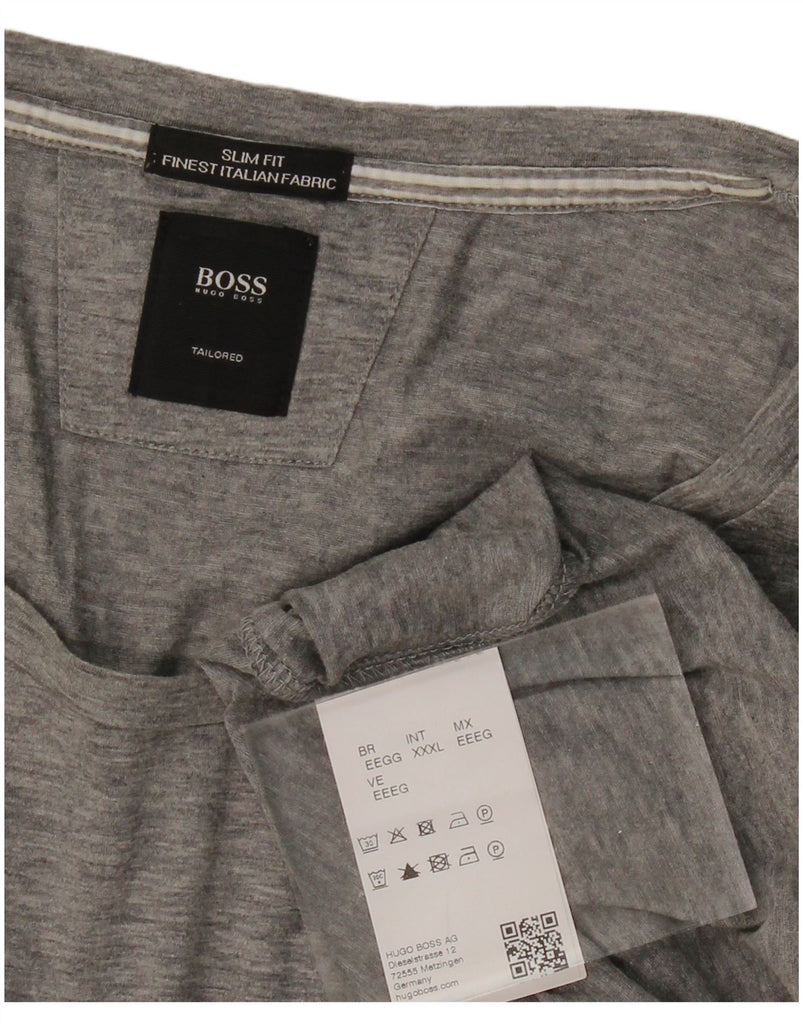 SLIM FIT
FINEST ITALIAN FABRIC
BOSS
HUGO BOSS
TAILORED
BR INT MX
EEGG XXXL EEEG
VE
EEEG
30
HUGO BOSS AG
Dieselstrasse 12
72555 Metzingen
Germany
hugoboss.com